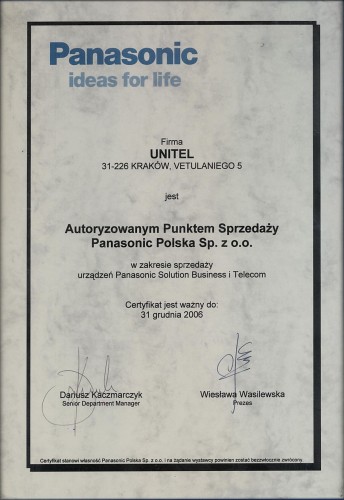 Panasonic
ideas for life
Firma
UNITEL
31-226 KRAKÓW, VETULANIEGO 5
jest
Autoryzowanym Punktem Sprzedaży
Panasonic Polska Sp. z o.o.
w zakresie sprzedaży
urządzeń Panasonic Solution Business i Telecom
Certyfikat jest ważny do:
31 grudnia 2006
Dariusz Kaczmarczyk
Senior Department Manager
Wiesława Wasilewska
Prezes
Certyfikat stanowi własność Panasonic Polska Sp. z o.o. i na żądanie wystawcy powinien zostać bezzwłocznie zwrócony.